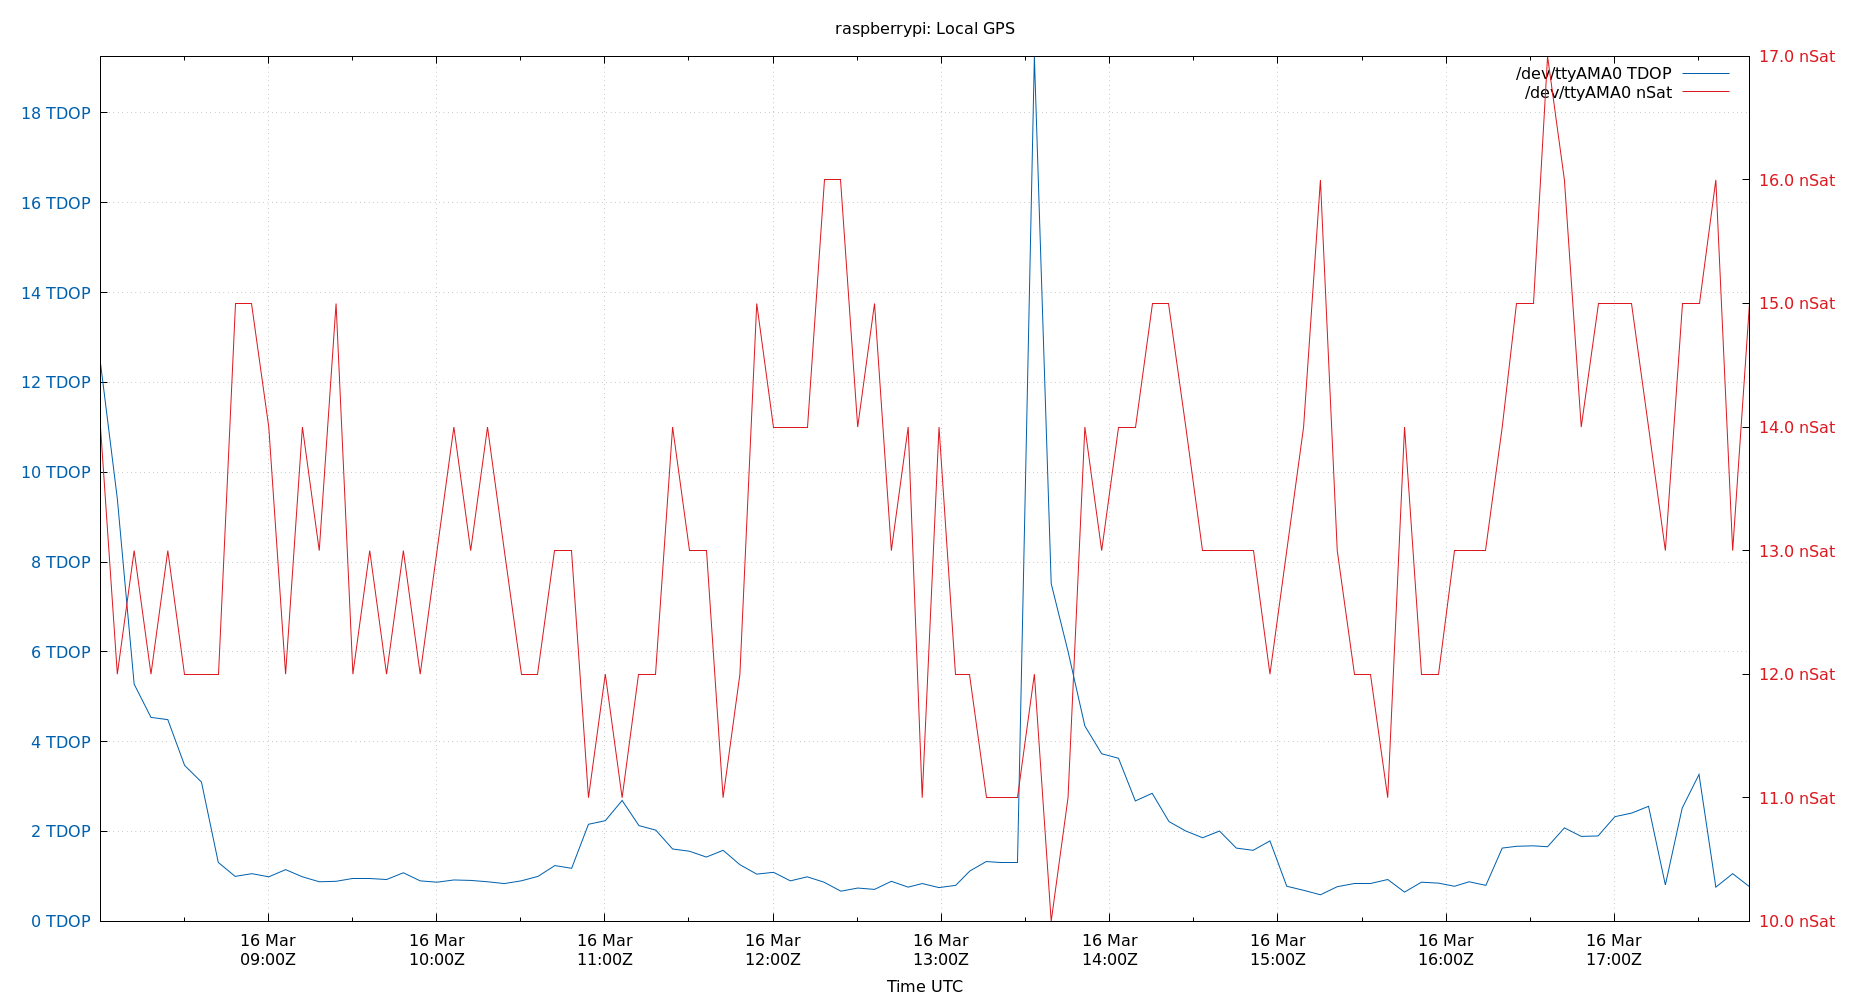 raspberrypi: Local GPS
/dev/ttyAMA0 TDOP
/dev/ttyAMA0 nSat
18 TDOP
16 TDOP
14 TDOP
12 TDOP
10 TDOP
8 TDOP
6 TDOP
4 TDOP
2 TDOP
0 TDOP
17.0 nSat
16.0 nSat
15.0 nSat
14.0 nSat
13.0 nSat
12.0 nSat
11.0 nSat
10.0 nSat
16 Mar
09:00Z
16 Mar
10:00Z
16 Mar
11:00Z
16 Mar
12:00Z
16 Mar
13:00Z
16 Mar
14:00Z
16 Mar
15:00Z
16 Mar
16:00Z
16 Mar
17:00Z
Time UTC